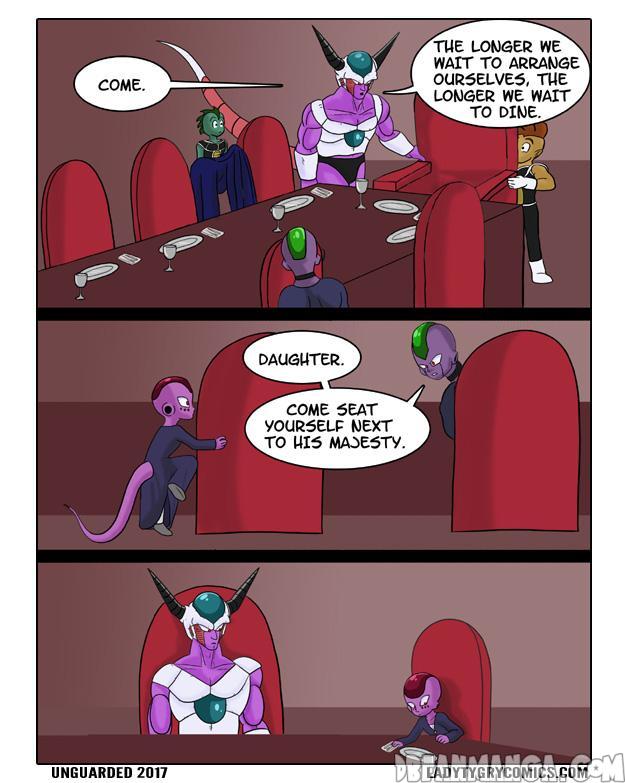 COME.
THE LONGER WE
WAIT TO ARRANGE
OURSELVES, THE
LONGER WE WAIT
TO DINE.
DAUGHTER.
COME SEAT
YOURSELF NEXT
TO HIS MAJESTY.
UNGUARDED 2017
LADYTYGRYCOMICS.COM
DBFANMANGA.COM